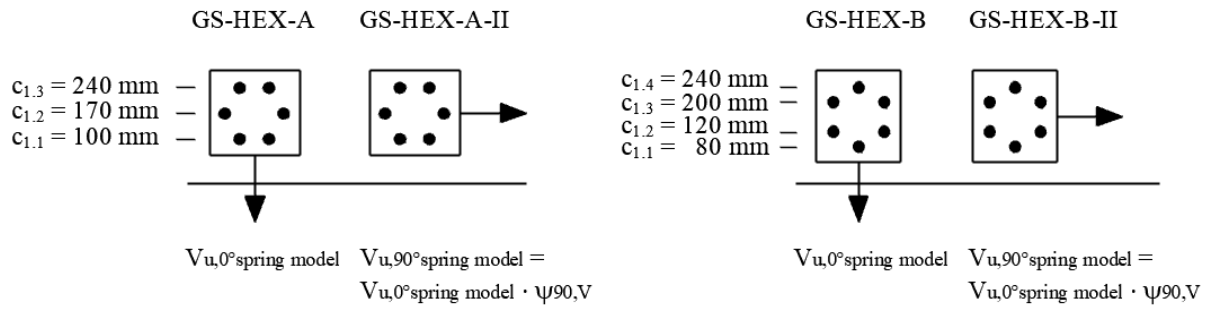 GS-HEX-A GS-HEX-A-II GS-HEX-B GS-HEX-B-II
c1.3 = 240 mm
c1.2 = 170 mm
c1.1 = 100 mm
c1.4 = 240 mm
c1.3 = 200 mm
c1.2 = 120 mm
c1.1 = 80 mm
Vu,0°spring model Vu,90°spring model =
Vu,0°spring model · ψ90,V
Vu,0°spring model Vu,90°spring model =
Vu,0°spring model · ψ90,V